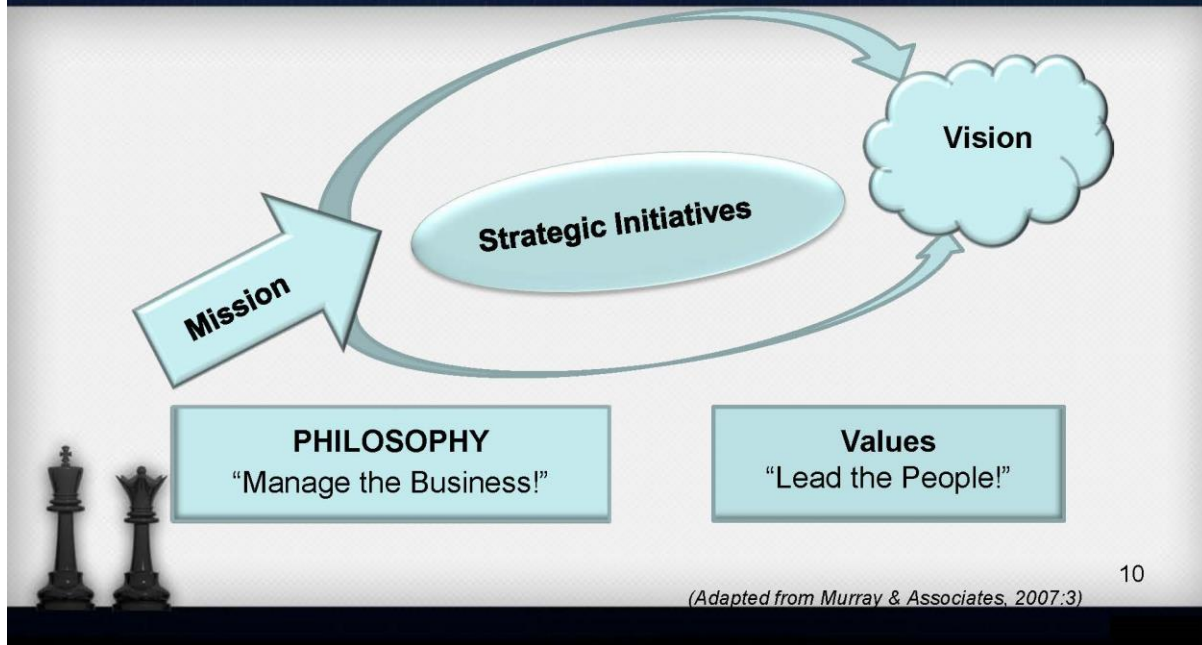 Vision
Strategic Initiatives
Mission
PHILOSOPHY
“Manage the Business!”
Values
“Lead the People!”
10
(Adapted from Murray & Associates, 2007:3)